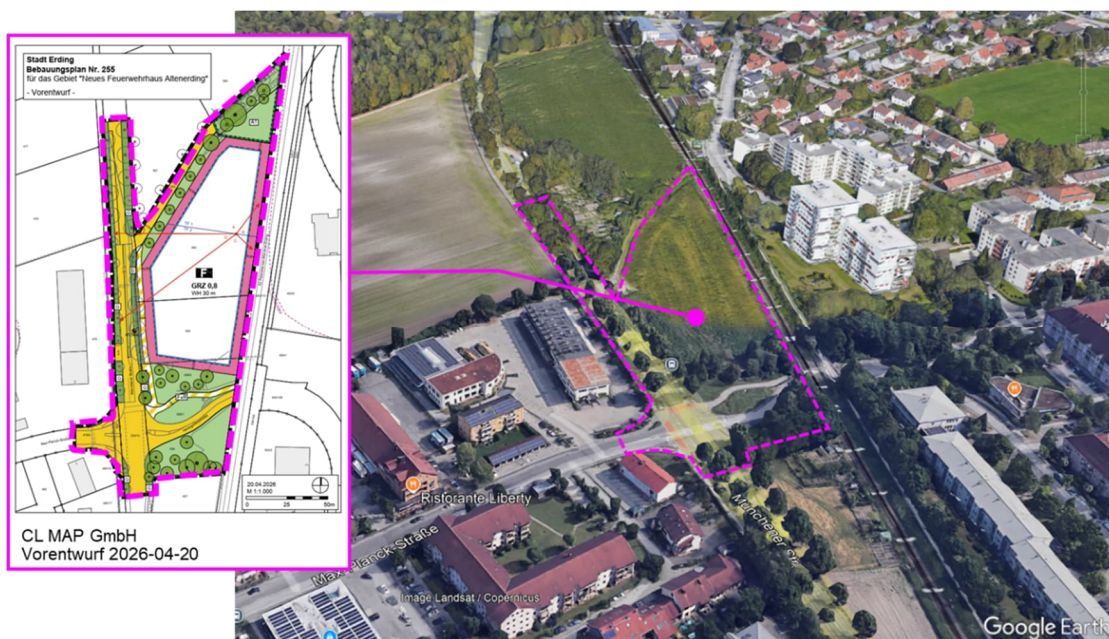 Stadt Erding
Bebauungsplan Nr. 255
für das Gebiet "Neues Feuerwehrhaus Altenerding"
- Vorentwurf -
A1
F
GRZ 0,8
WH 30 m
20.04.2026
M 1:1.000
0 25 50m
CL MAP GmbH
Vorentwurf 2026-04-20
Ristorante Liberty
Max-Planck-Straße
Münchener Str
Image Landsat / Copernicus
Google Earth